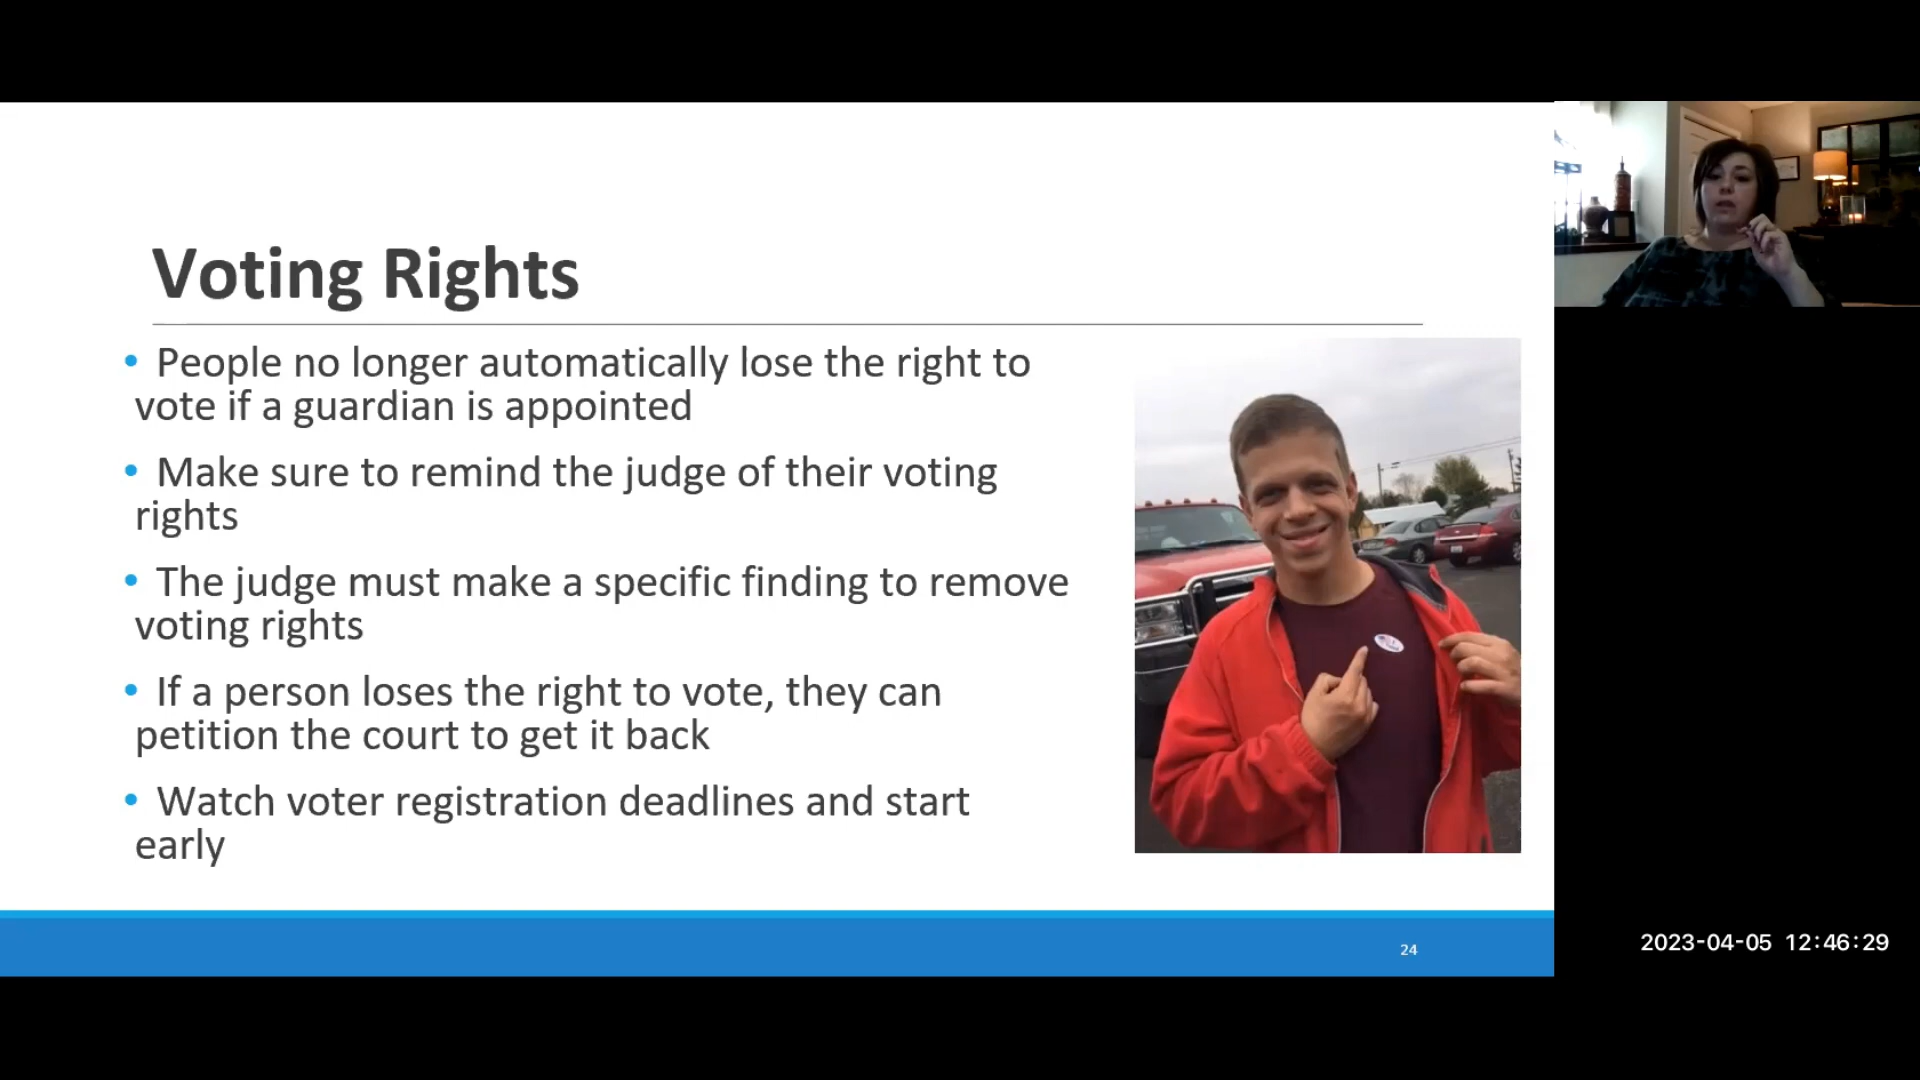 Voting Rights
• People no longer automatically lose the right to
vote if a guardian is appointed
• Make sure to remind the judge of their voting
rights
• The judge must make a specific finding to remove
voting rights
• If a person loses the right to vote, they can
petition the court to get it back
• Watch voter registration deadlines and start
early
24
2023-04-05 12:46:29